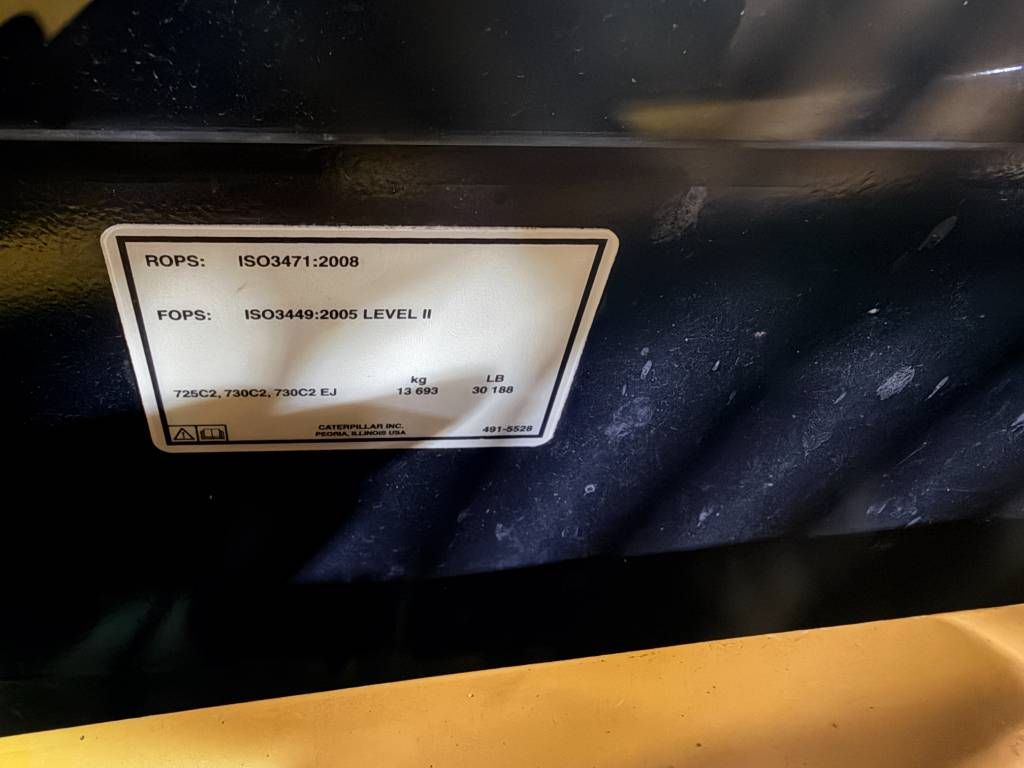 ROPS: ISO3471:2008
FOPS: ISO3449:2005 LEVEL II
kg LB
725C2, 730C2, 730C2 EJ 13 693 30 188
CATERPILLAR INC.
PEORIA, ILLINOIS USA 491-5528